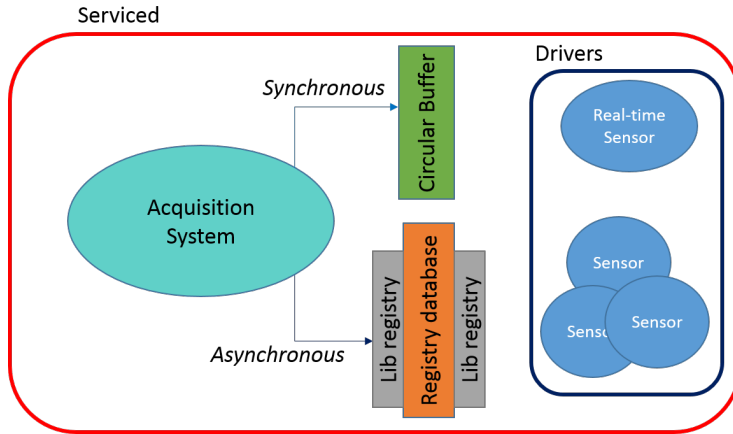 Serviced
Drivers
Synchronous
Circular Buffer
Real-time
Sensor
Acquisition
System
Asynchronous
Lib registry
Registry database
Lib registry
Sensor
Sensor